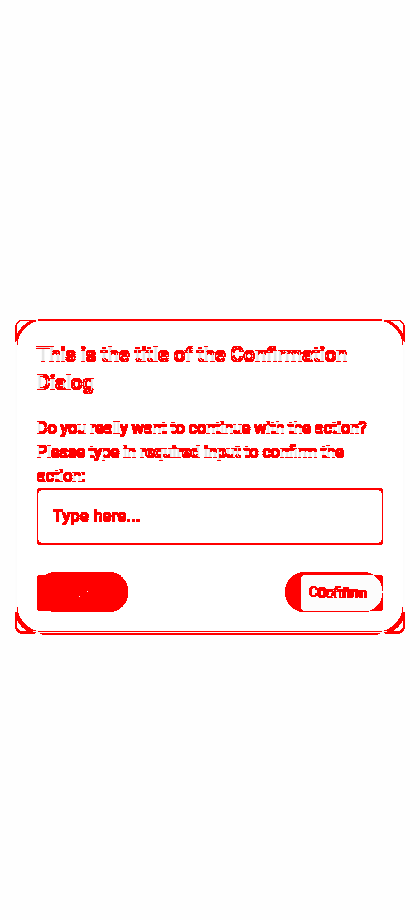 This is the title of the Confirmation
Dialog
Do you really want to continue with the action?
Please type in required input to confirm the
action:
Type here...
Confirm